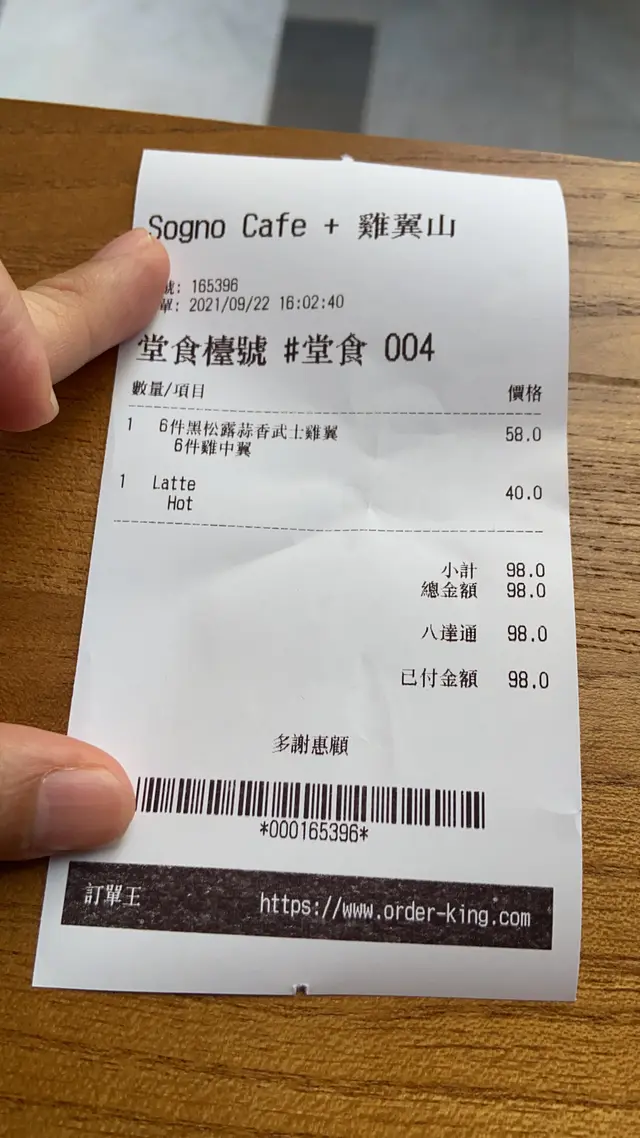 Sogno Cafe + 雞翼山
號: 165396
單: 2021/09/22 16:02:40
堂食檯號 #堂食 004
數量/項目 價格
1 6件黑松露蒜香武士雞翼 58.0
6件雞中翼
1 Latte 40.0
Hot
小計 98.0
總金額 98.0
八達通 98.0
已付金額 98.0
多謝惠顧
*000165396*
訂單王 https://www.order-king.com